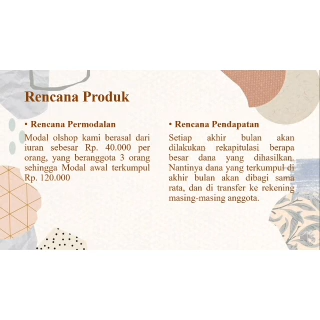 Rencana Produk
• Rencana Permodalan
Modal olshop kami berasal dari
iuran sebesar Rp. 40.000 per
orang, yang beranggota 3 orang
sehingga Modal awal terkumpul
Rp. 120.000
• Rencana Pendapatan
Setiap akhir bulan akan
dilakukan rekapitulasi berapa
besar dana yang dihasilkan.
Nantinya dana yang terkumpul di
akhir bulan akan dibagi sama
rata, dan di transfer ke rekening
masing-masing anggota.